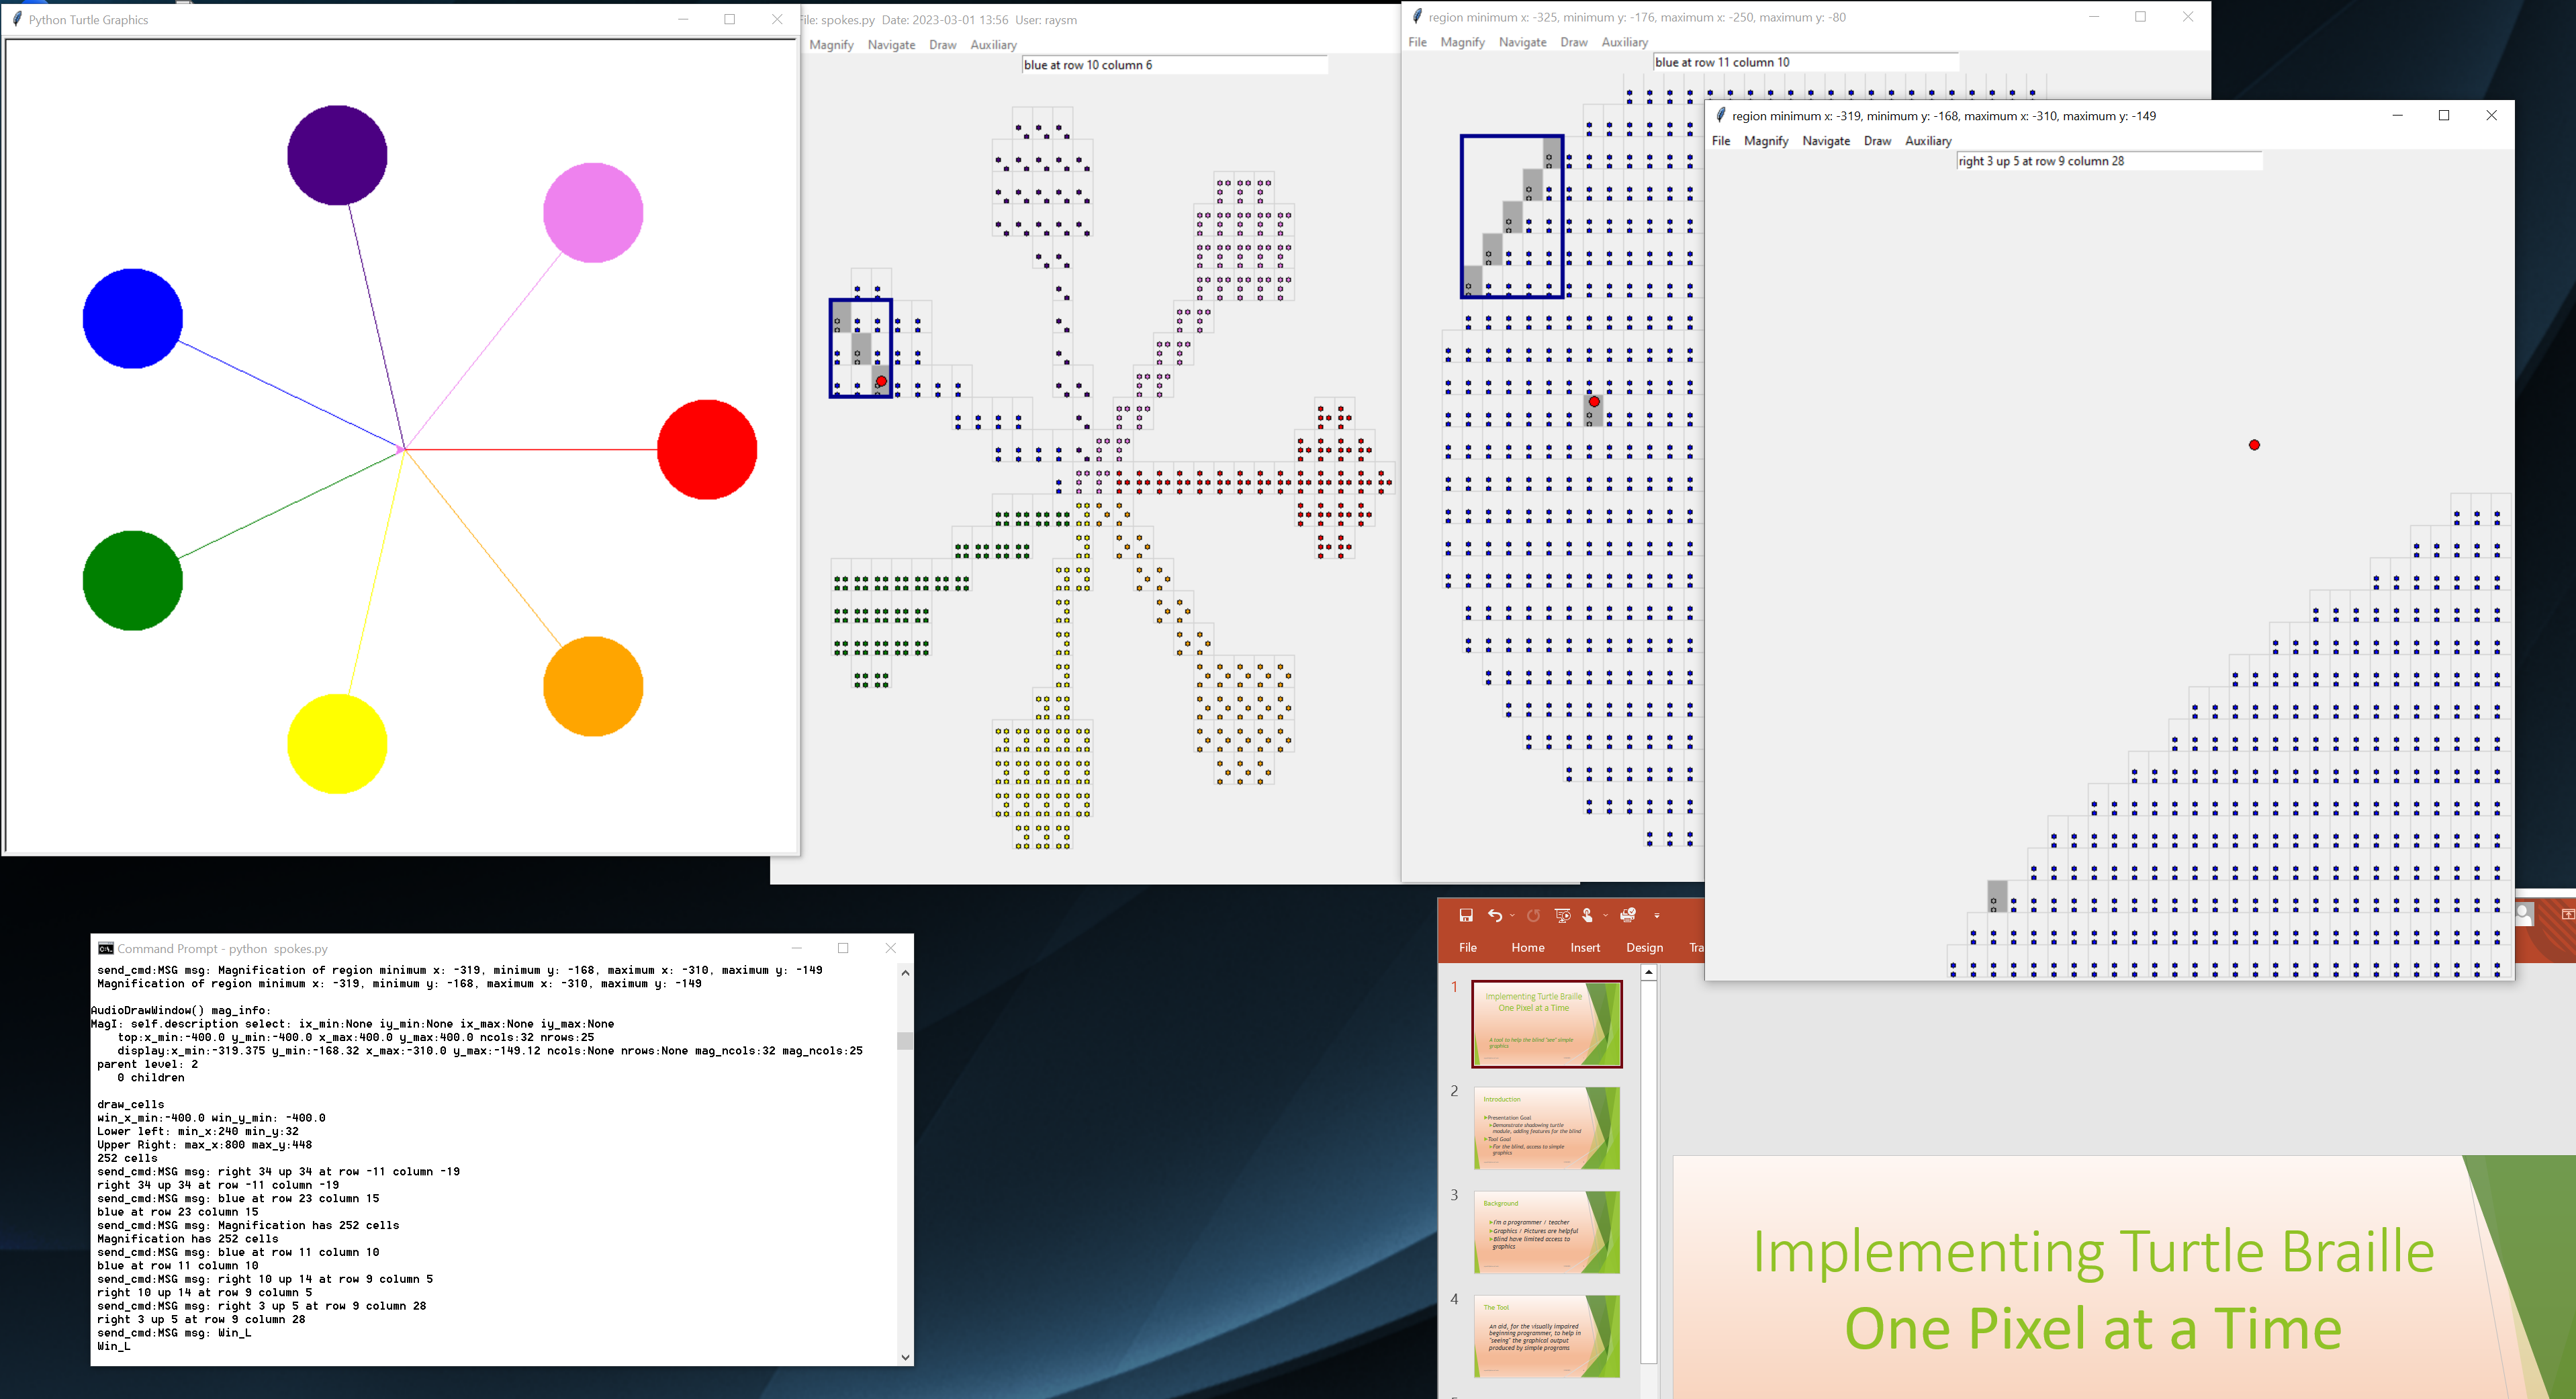 Python Turtle Graphics
File: spokes.py Date: 2023-03-01 13:56 User: raysm
Magnify Navigate Draw Auxiliary
blue at row 10 column 6
region minimum x: -325, minimum y: -176, maximum x: -250, maximum y: -80
File Magnify Navigate Draw Auxiliary
blue at row 11 column 10
region minimum x: -319, minimum y: -168, maximum x: -310, maximum y: -149
File Magnify Navigate Draw Auxiliary
right 3 up 5 at row 9 column 28
Command Prompt - python spokes.py
send_cmd:MSG msg: Magnification of region minimum x: -319, minimum y: -168, maximum x: -310, maximum y: -149
Magnification of region minimum x: -319, minimum y: -168, maximum x: -310, maximum y: -149
AudioDrawWindow() mag_info:
MagI: self.description select: ix_min:None iy_min:None ix_max:None iy_max:None
top:x_min:-400.0 y_min:-400.0 x_max:400.0 y_max:400.0 ncols:32 nrows:25
display:x_min:-319.375 y_min:-168.32 x_max:-310.0 y_max:-149.12 ncols:None nrows:None mag_ncols:32 mag_ncols:25
parent level: 2
0 children
draw_cells
win_x_min:-400.0 win_y_min: -400.0
Lower left: min_x:240 min_y:32
Upper Right: max_x:800 max_y:448
252 cells
send_cmd:MSG msg: right 34 up 34 at row -11 column -19
right 34 up 34 at row -11 column -19
send_cmd:MSG msg: blue at row 23 column 15
blue at row 23 column 15
send_cmd:MSG msg: Magnification has 252 cells
Magnification has 252 cells
send_cmd:MSG msg: blue at row 11 column 10
blue at row 11 column 10
send_cmd:MSG msg: right 10 up 14 at row 9 column 5
right 10 up 14 at row 9 column 5
send_cmd:MSG msg: right 3 up 5 at row 9 column 28
right 3 up 5 at row 9 column 28
send_cmd:MSG msg: Win_L
Win_L
File Home Insert Design Tra
1
Implementing Turtle Braille
One Pixel at a Time
A tool to help the blind "see" simple
graphics
2
Introduction
Presentation Goal
Demonstrate shadowing turtle
module, adding features for the blind
Tool Goal
For the blind, access to simple
graphics
3
Background
I'm a programmer / teacher
Graphics / Pictures are helpful
Blind have limited access to
graphics
4
The Tool
An aid, for the visually impaired
beginning programmer, to help in
"seeing" the graphical output
produced by simple programs
Implementing Turtle Braille
One Pixel at a Time